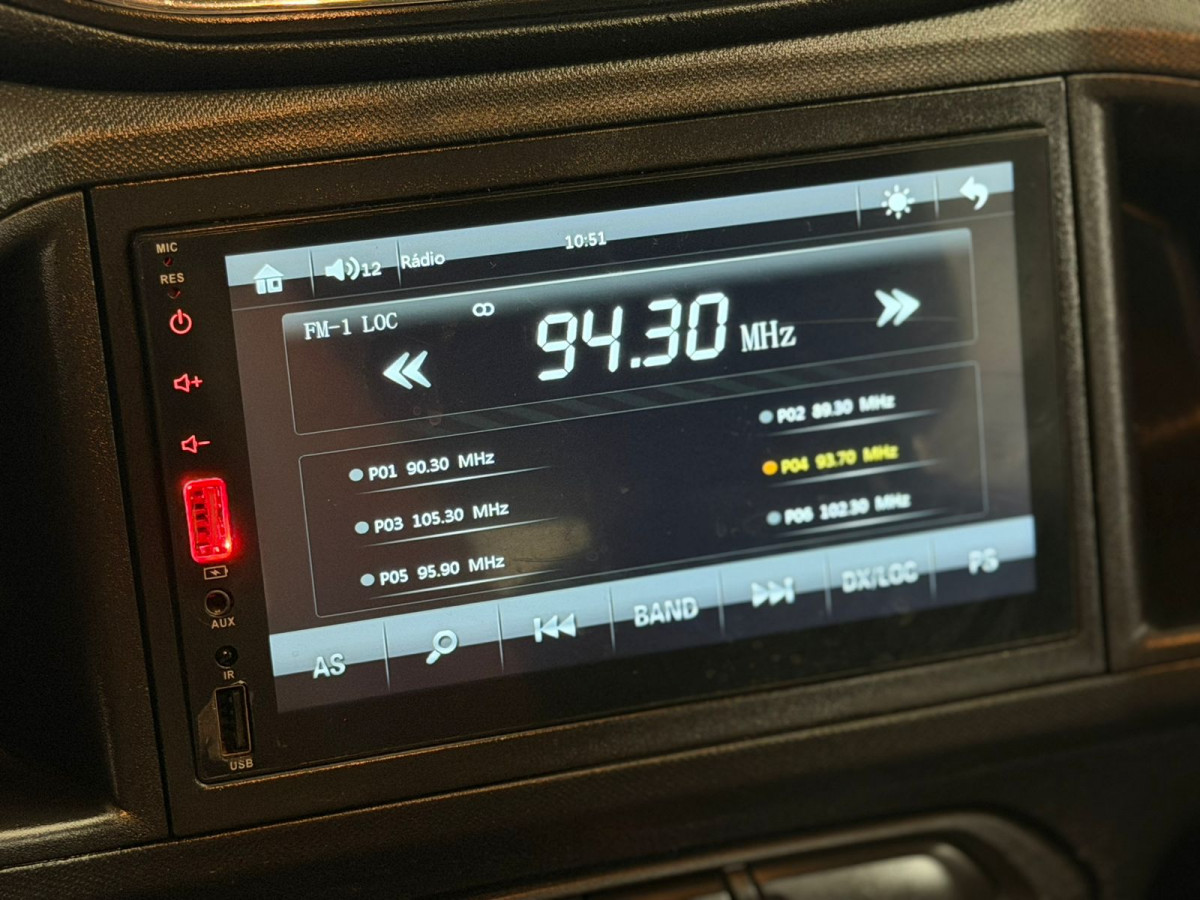 MIC
RES
AUX
IR
USB
12
Rádio
10:51
FM-1 LOC
94.30 MHz
P01 90.30 MHz
P02 89.30 MHz
P03 105.30 MHz
P04 93.70 MHz
P05 95.90 MHz
P06 102.30 MHz
AS
BAND
DX/LOC
PS